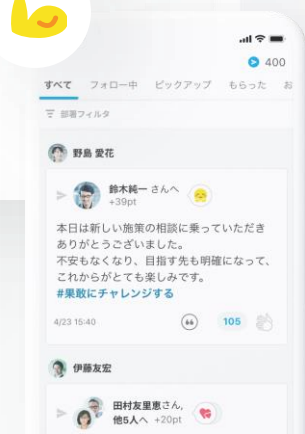 400
すべて フォロー中 ピックアップ もらった お
部署フィルタ
野島 愛花
鈴木純一 さんへ
+39pt
本日は新しい施策の相談に乗っていただき
ありがとうございました。
不安もなくなり、目指す先も明確になって、
これからがとても楽しみです。
#果敢にチャレンジする
4/23 15:40
105
伊藤友宏
田村友里恵さん,
他5人へ +20pt